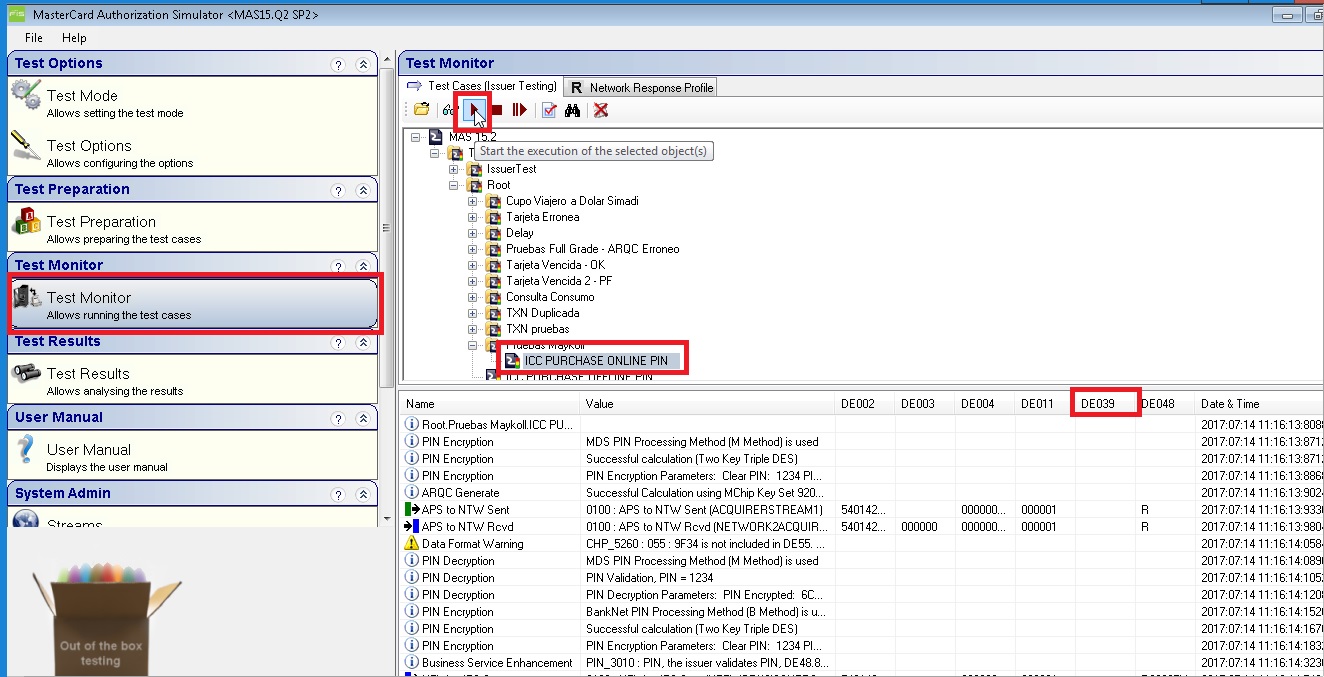 MasterCard Authorization Simulator <MAS15.Q2 SP2>
File Help
Test Options
Test Mode
Allows setting the test mode
Test Options
Allows configuring the options
Test Preparation
Test Preparation
Allows preparing the test cases
Test Monitor
Test Monitor
Allows running the test cases
Test Results
Test Results
Allows analysing the results
User Manual
User Manual
Displays the user manual
System Admin
Streams
Out of the box
testing
Test Monitor
Test Cases (Issuer Testing) R Network Response Profile
MAS 15.2
Start the execution of the selected object(s)
IssuerTest
Root
Cupo Viajero a Dolar Simadi
Tarjeta Erronea
Delay
Pruebas Full Grade - ARQC Erroneo
Tarjeta Vencida - OK
Tarjeta Vencida 2 - PF
Consulta Consumo
TXN Duplicada
TXN pruebas
Pruebas Maykoll
ICC PURCHASE ONLINE PIN
ICC PURCHASE OFFLINE PIN
Name Value DE002 DE003 DE004 DE011 DE039 DE048 Date & Time
Root.Pruebas Maykoll.ICC PU... 2017:07:14 11:16:13:808
PIN Encryption MDS PIN Processing Method (M Method) is used 2017:07:14 11:16:13:871
PIN Encryption Successful calculation (Two Key Triple DES) 2017:07:14 11:16:13:871
PIN Encryption PIN Encryption Parameters: Clear PIN: 1234 Pl... 2017:07:14 11:16:13:886
ARQC Generate Successful Calculation using MChip Key Set 920... 2017:07:14 11:16:13:902
APS to NTW Sent 0100 : APS to NTW Sent (ACQUIRERSTREAM1) 540142... 000000... 000001 R 2017:07:14 11:16:13:933
APS to NTW Rcvd 0100 : APS to NTW Rcvd (NETWORK2ACQUIR... 540142... 000000 000000... 000001 R 2017:07:14 11:16:13:980
Data Format Warning CHP_5260 : 055 : 9F34 is not included in DE55. ... 2017:07:14 11:16:14:058
PIN Decryption MDS PIN Processing Method (M Method) is used 2017:07:14 11:16:14:089
PIN Decryption PIN Validation, PIN = 1234 2017:07:14 11:16:14:105
PIN Decryption PIN Decryption Parameters: PIN Encrypted: 6C... 2017:07:14 11:16:14:120
PIN Encryption BankNet PIN Processing Method (B Method) is u... 2017:07:14 11:16:14:152
PIN Encryption Successful calculation (Two Key Triple DES) 2017:07:14 11:16:14:167
PIN Encryption PIN Encryption Parameters: Clear PIN: 1234 Pl... 2017:07:14 11:16:14:183
Business Service Enhancement PIN_3010 : PIN, the issuer validates PIN, DE48.8... 2017:07:14 11:16:14:323